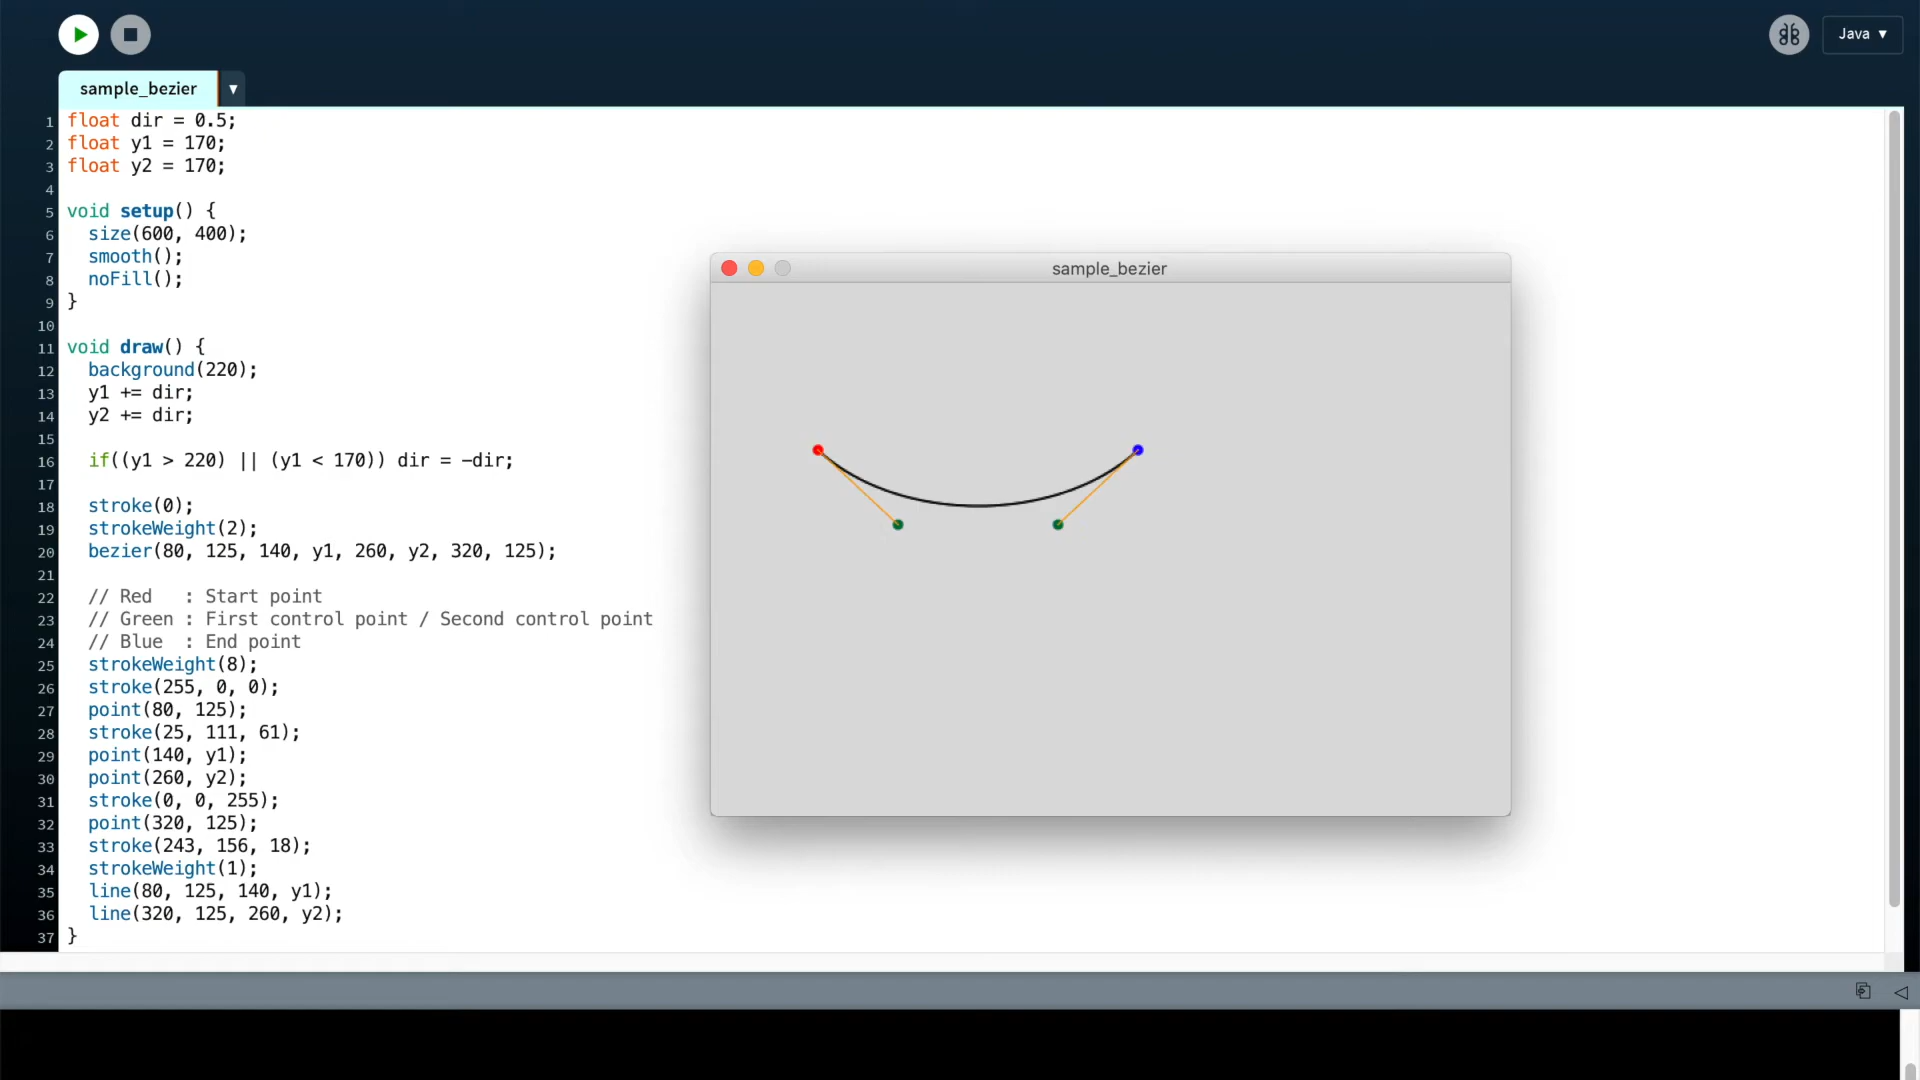 Java ▼
sample_bezier ▼
1 float dir = 0.5;
2 float y1 = 170;
3 float y2 = 170;
4
5 void setup() {
6   size(600, 400);
7   smooth();
8   noFill();
9 }
10
11 void draw() {
12   background(220);
13   y1 += dir;
14   y2 += dir;
15
16   if((y1 > 220) || (y1 < 170)) dir = -dir;
17
18   stroke(0);
19   strokeWeight(2);
20   bezier(80, 125, 140, y1, 260, y2, 320, 125);
21
22   // Red   : Start point
23   // Green : First control point / Second control point
24   // Blue  : End point
25   strokeWeight(8);
26   stroke(255, 0, 0);
27   point(80, 125);
28   stroke(25, 111, 61);
29   point(140, y1);
30   point(260, y2);
31   stroke(0, 0, 255);
32   point(320, 125);
33   stroke(243, 156, 18);
34   strokeWeight(1);
35   line(80, 125, 140, y1);
36   line(320, 125, 260, y2);
37 }
sample_bezier